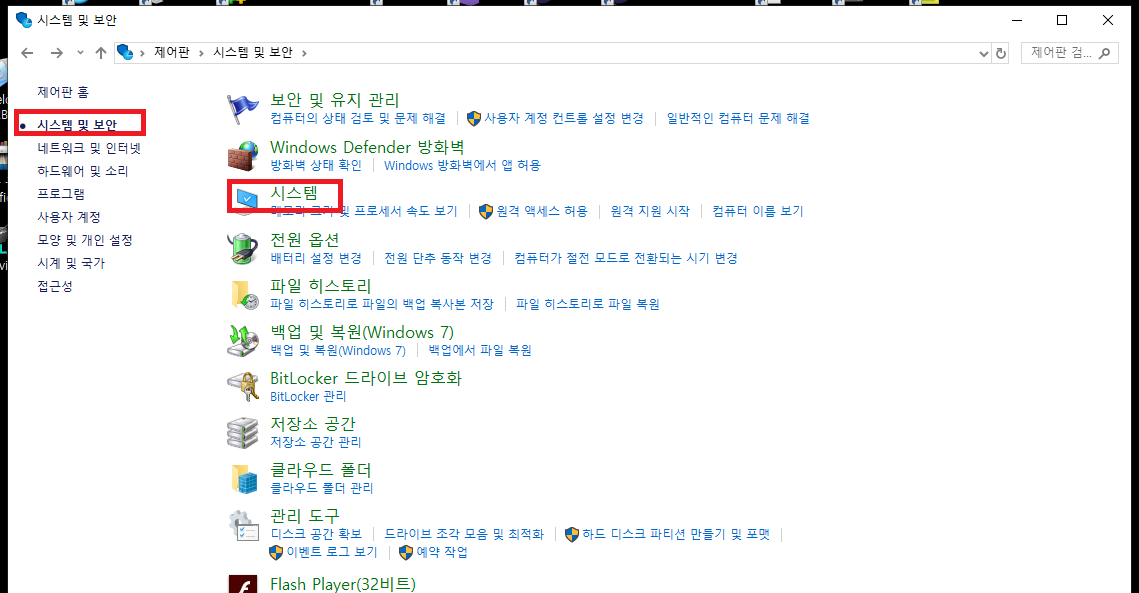 시스템 및 보안
제어판 시스템 및 보안
제어판 검...
제어판 홈
시스템 및 보안
네트워크 및 인터넷
하드웨어 및 소리
프로그램
사용자 계정
모양 및 개인 설정
시계 및 국가
접근성
보안 및 유지 관리
컴퓨터의 상태 검토 및 문제 해결 사용자 계정 컨트롤 설정 변경 일반적인 컴퓨터 문제 해결
Windows Defender 방화벽
방화벽 상태 확인 Windows 방화벽에서 앱 허용
시스템
메모리 크기 및 프로세서 속도 보기 원격 액세스 허용 원격 지원 시작 컴퓨터 이름 보기
전원 옵션
배터리 설정 변경 전원 단추 동작 변경 컴퓨터가 절전 모드로 전환되는 시기 변경
파일 히스토리
파일 히스토리로 파일의 백업 복사본 저장 파일 히스토리로 파일 복원
백업 및 복원(Windows 7)
백업 및 복원(Windows 7) 백업에서 파일 복원
BitLocker 드라이브 암호화
BitLocker 관리
저장소 공간
저장소 공간 관리
클라우드 폴더
클라우드 폴더 관리
관리 도구
디스크 공간 확보 드라이브 조각 모음 및 최적화 하드 디스크 파티션 만들기 및 포맷
이벤트 로그 보기 예약 작업
Flash Player(32비트)